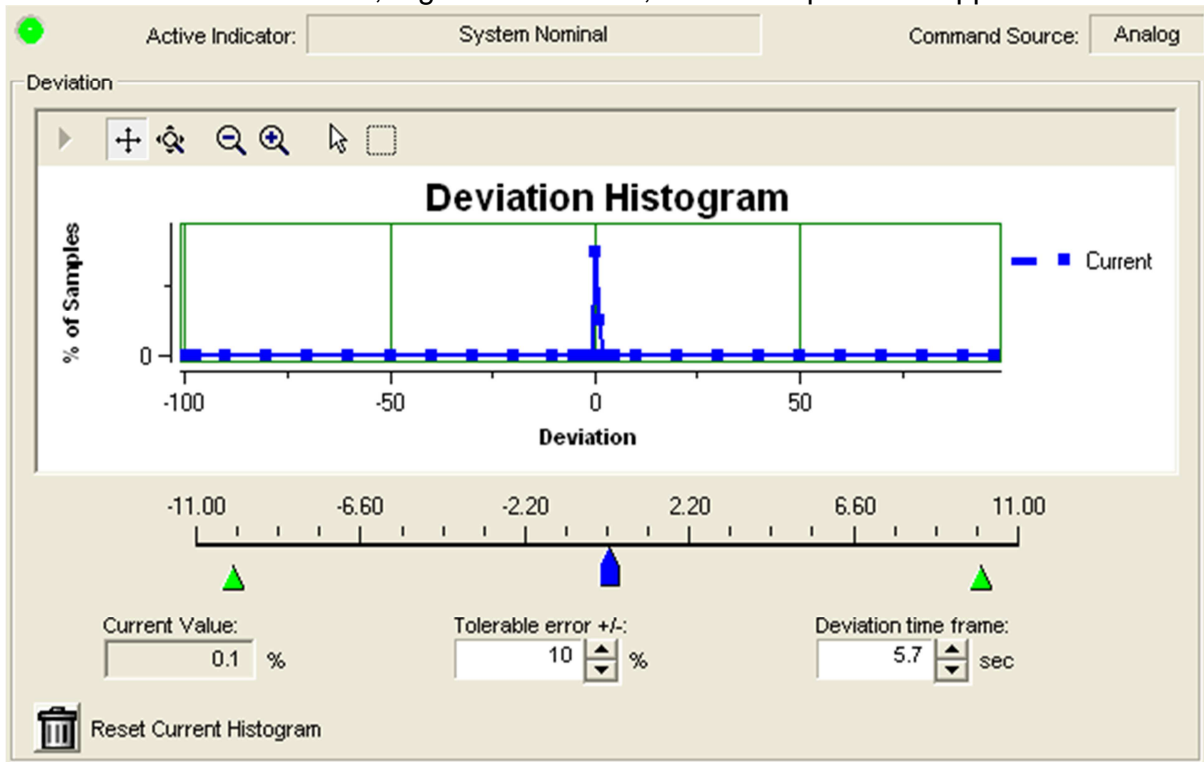 Active Indicator: System Nominal Command Source: Analog
Deviation
Deviation Histogram
% of Samples
0
Current
-100 -50 0 50
Deviation
-11.00 -6.60 -2.20 2.20 6.60 11.00
Current Value: Tolerable error +/-: Deviation time frame:
0.1 % 10 % 5.7 sec
Reset Current Histogram